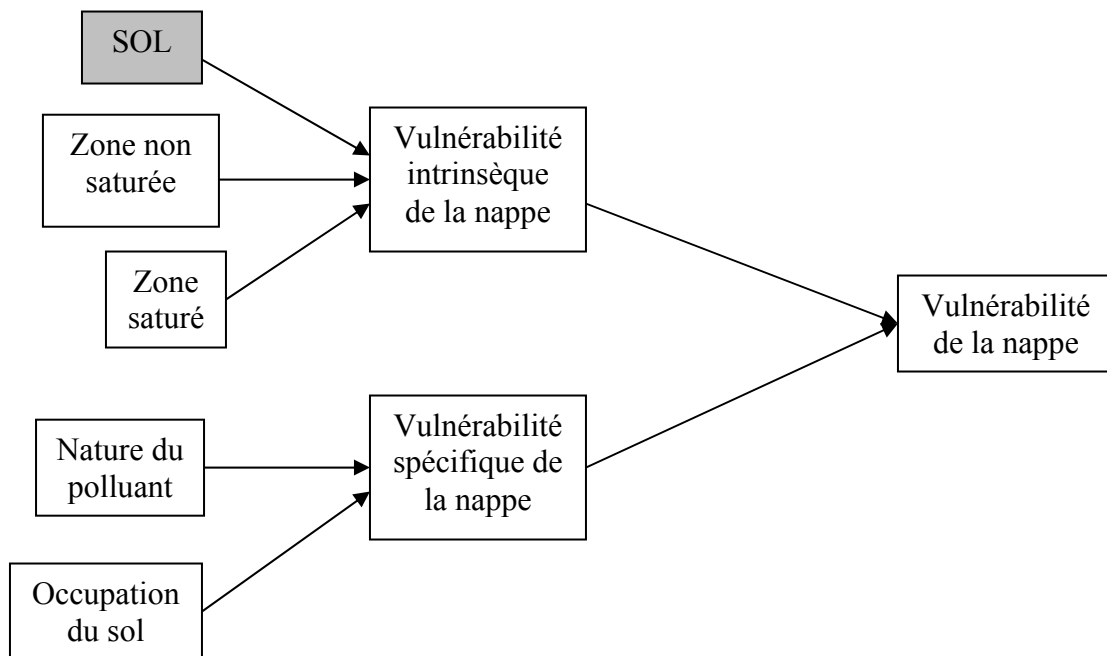 SOL
Zone non
saturée
Zone
saturé
Vulnérabilité
intrinsèque
de la nappe
Nature du
polluant
Occupation
du sol
Vulnérabilité
spécifique de
la nappe
Vulnérabilité
de la nappe